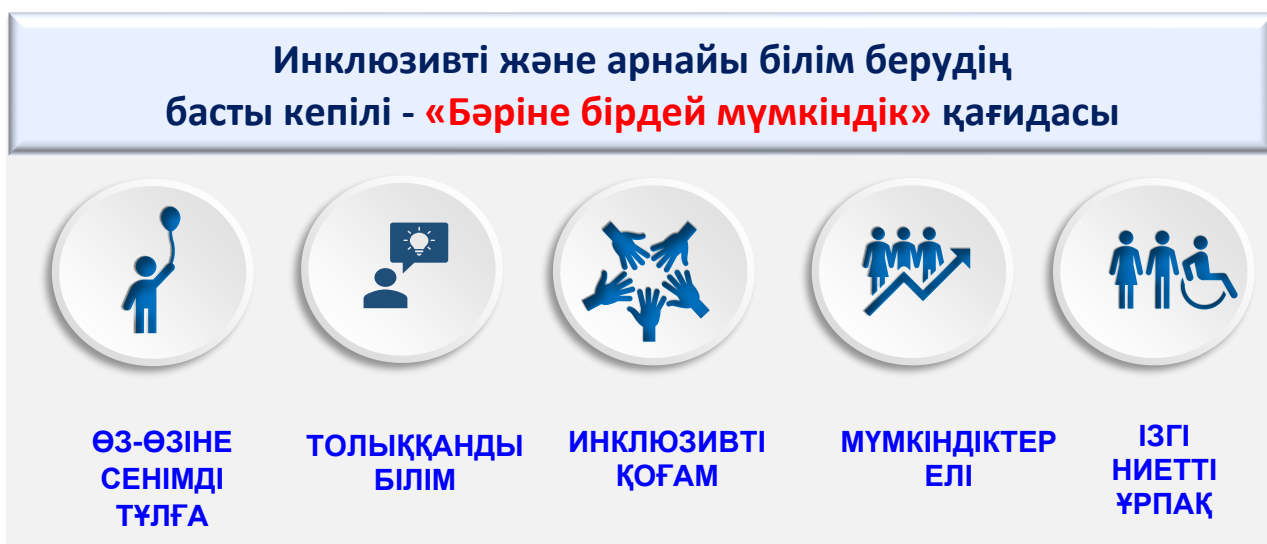 Инклюзивті және арнайы білім берудің
басты кепілі - «Бәріне бірдей мүмкіндік» қағидасы
ӨЗ-ӨЗІНЕ
СЕНІМДІ
ТҰЛҒА
ТОЛЫҚҚАНДЫ
БІЛІМ
ИНКЛЮЗИВТІ
ҚОҒАМ
МҮМКІНДІКТЕР
ЕЛІ
ІЗГІ
НИЕТТІ
ҰРПАҚ